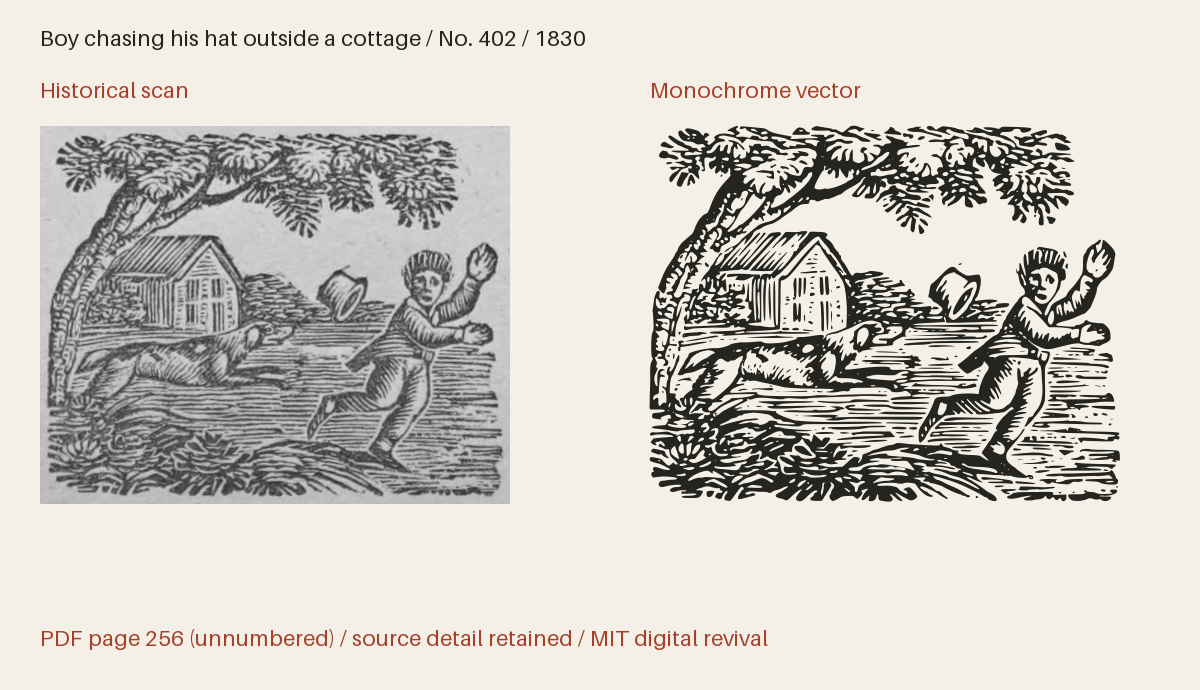 Boy chasing his hat outside a cottage / No. 402 / 1830
Historical scan
Monochrome vector
PDF page 256 (unnumbered) / source detail retained / MIT digital revival